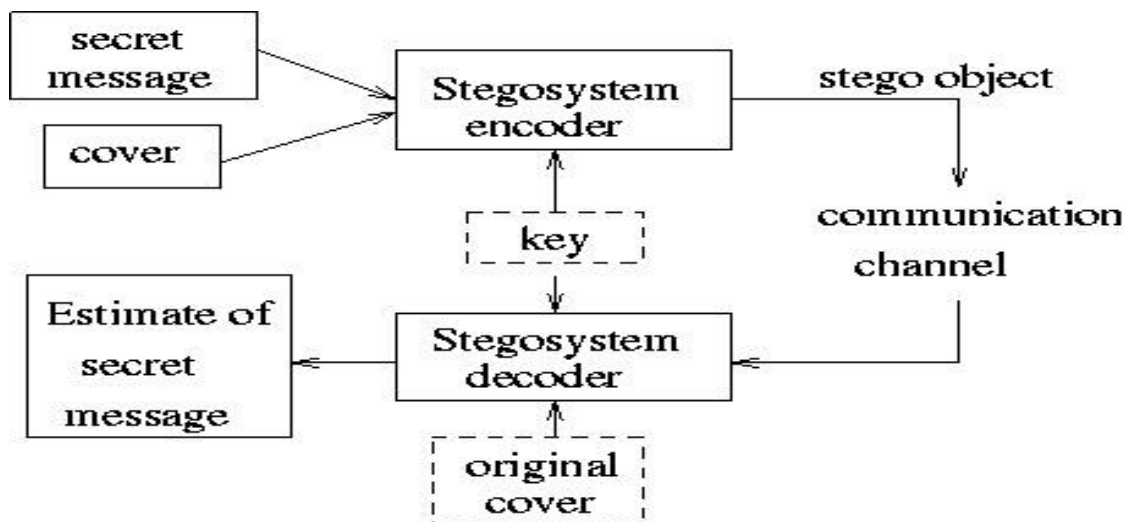 secret
message
cover
Stegosystem
encoder
stego object
key
communication
channel
Estimate of
secret
message
Stegosystem
decoder
original
cover